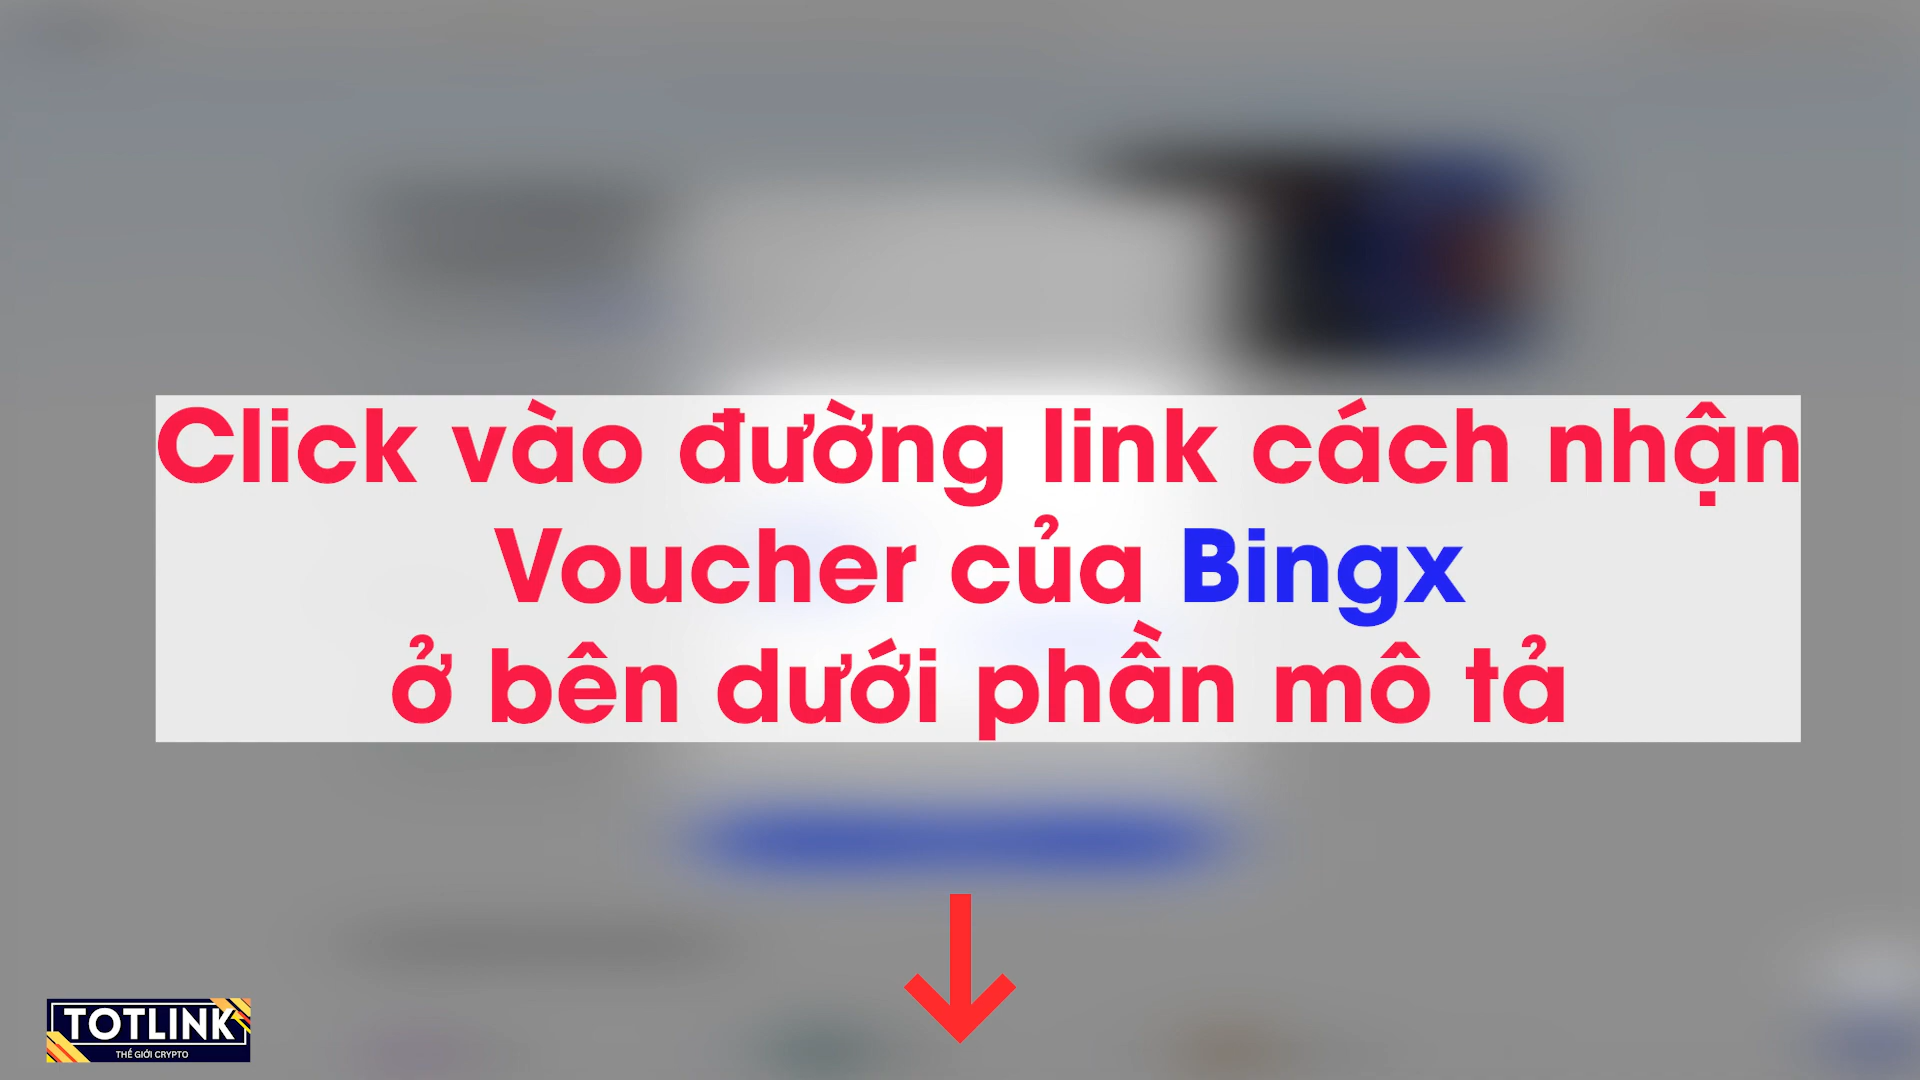 Click vào đường link cách nhận
Voucher của Bingx
ở bên dưới phần mô tả
TOTLINK
THẾ GIỚI CRYPTO